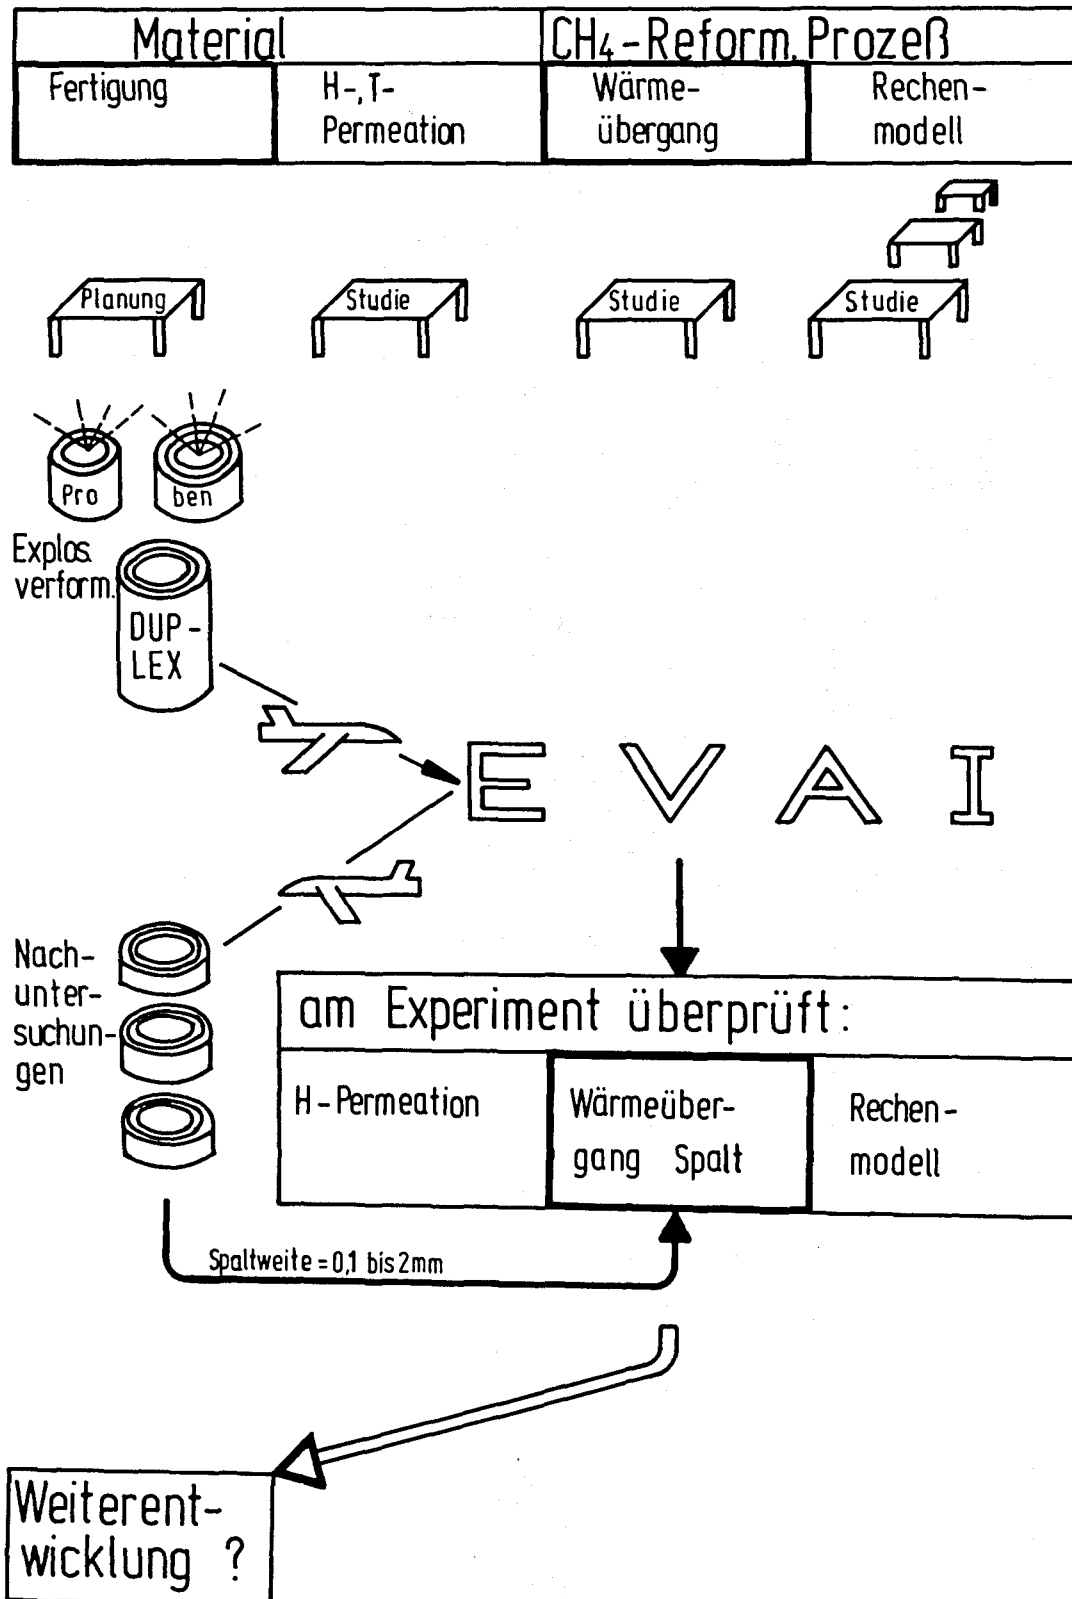 Material
CH₄-Reform. Prozeß
Fertigung
H-,T-
Permeation
Wärme-
übergang
Rechen-
modell
Planung
Studie
Studie
Studie
Pro
ben
Explos.
verform.
DUP-
LEX
E V A I
Nach-
unter-
suchun-
gen
am Experiment überprüft:
H-Permeation
Wärmeüber-
gang Spalt
Rechen-
modell
Spaltweite = 0,1 bis 2mm
Weiterent-
wicklung ?